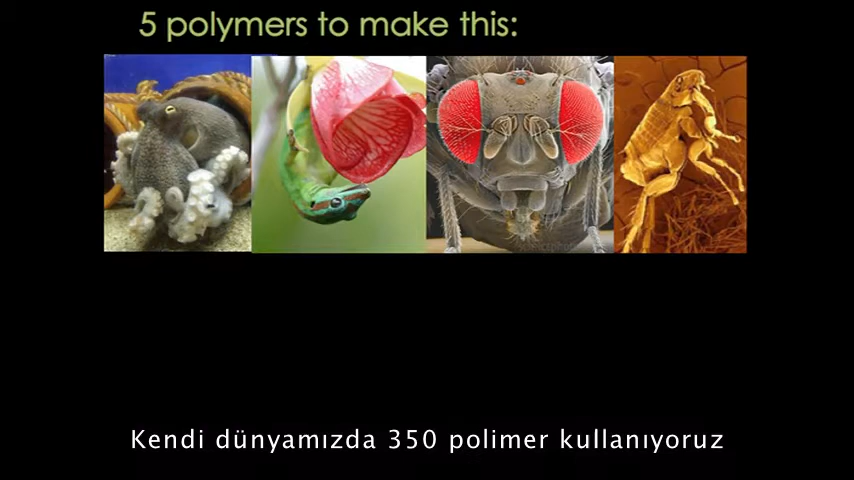 5 polymers to make this:
Kendi dünyamızda 350 polimer kullanıyoruz